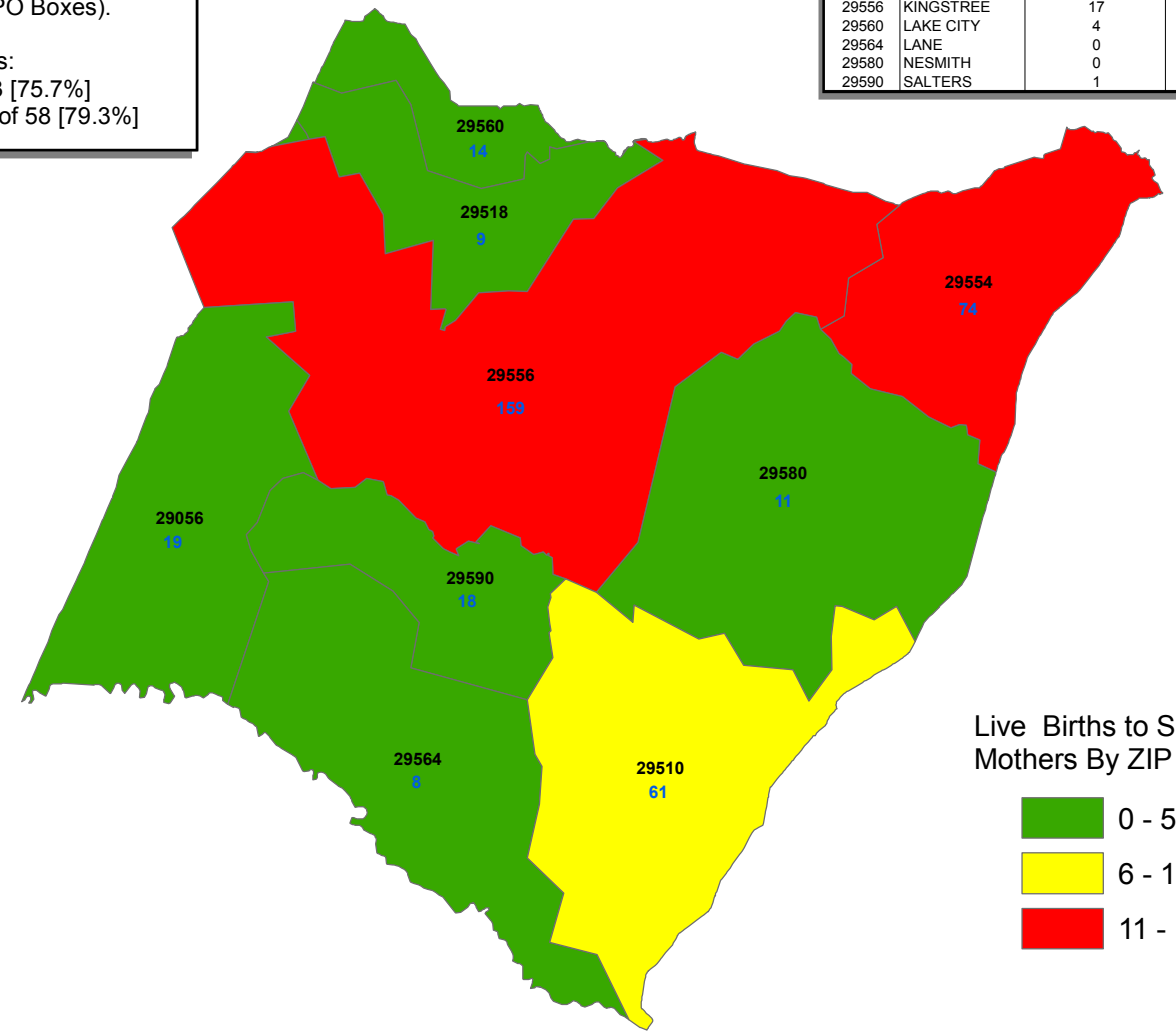 PO Boxes).
s:
[75.7%]
of 58 [79.3%]
29556 KINGSTREE 17
29560 LAKE CITY 4
29564 LANE 0
29580 NESMITH 0
29590 SALTERS 1
29560
14
29518
9
29554
74
29556
159
29580
11
29056
19
29590
18
29564
8
29510
61
Live Births to S
Mothers By ZIP
0 - 5
6 - 1
11 -